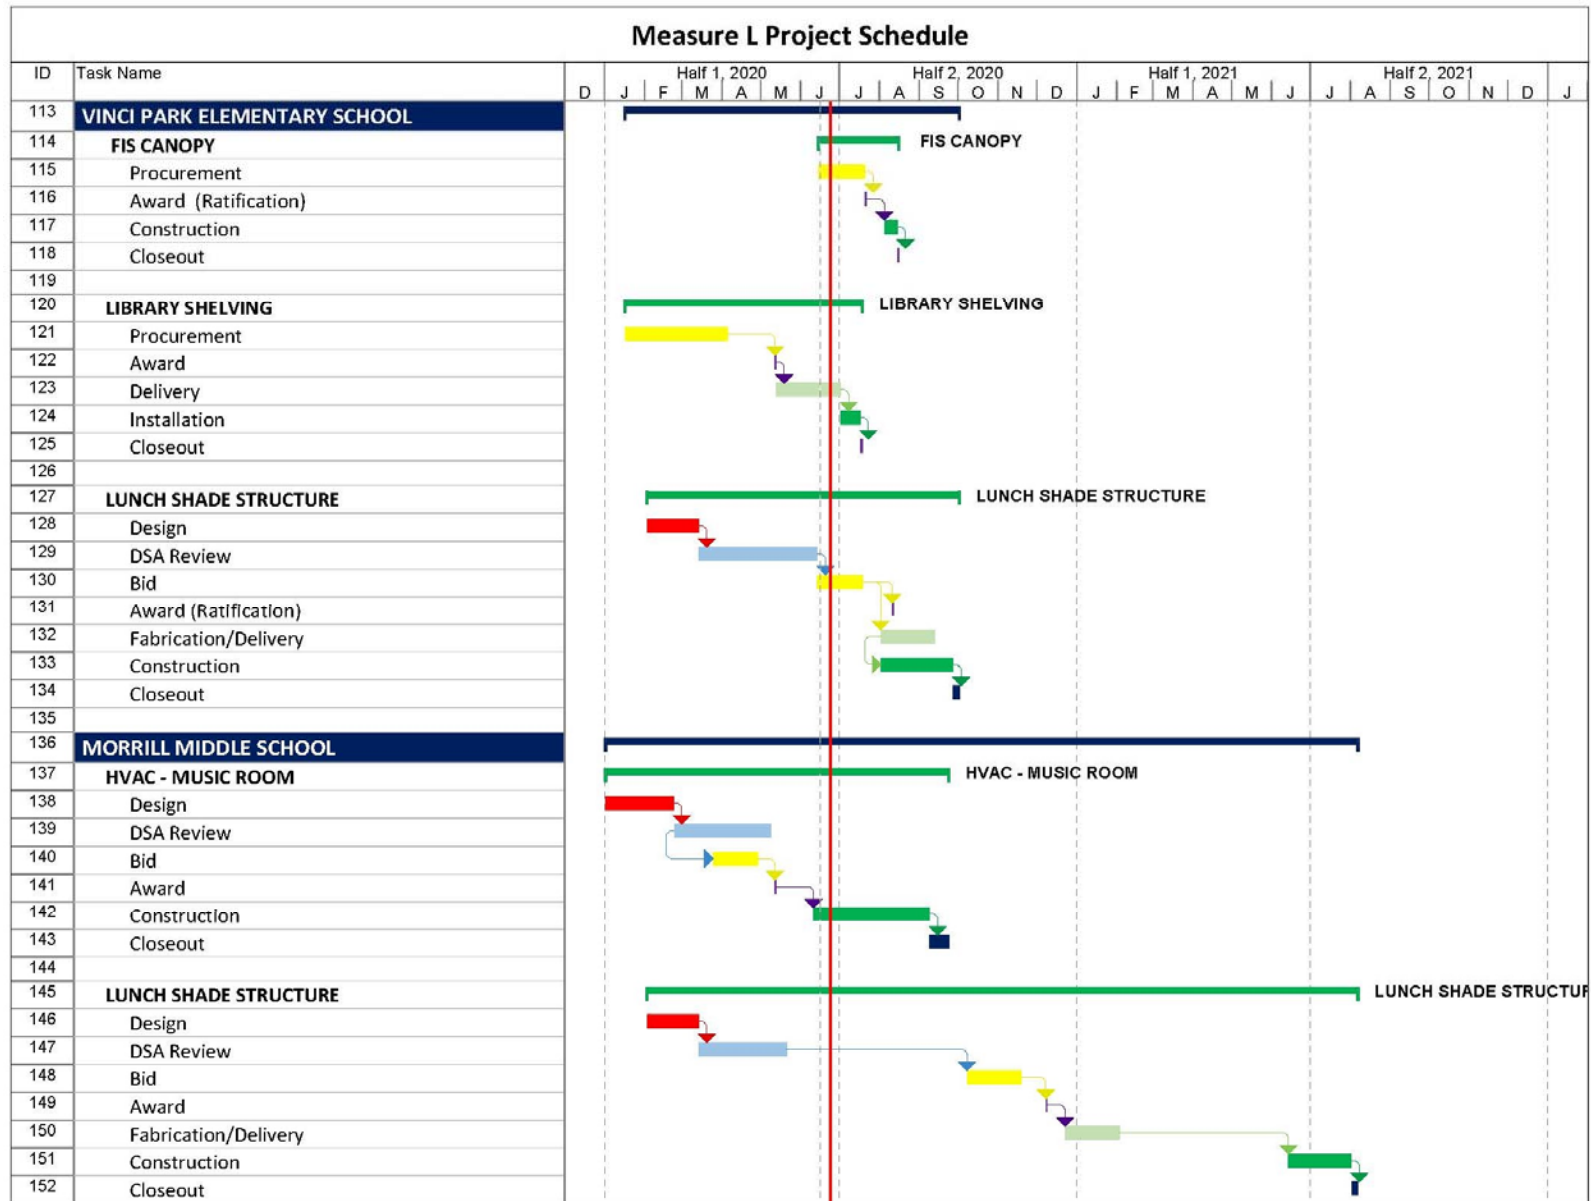 Measure L Project Schedule
ID Task Name Half 1, 2020 Half 2, 2020 Half 1, 2021 Half 2, 2021
D J F M A M J J A S O N D J F M A M J J A S O N D J
113 VINCI PARK ELEMENTARY SCHOOL
114 FIS CANOPY FIS CANOPY
115 Procurement
116 Award (Ratification)
117 Construction
118 Closeout
119
120 LIBRARY SHELVING LIBRARY SHELVING
121 Procurement
122 Award
123 Delivery
124 Installation
125 Closeout
126
127 LUNCH SHADE STRUCTURE LUNCH SHADE STRUCTURE
128 Design
129 DSA Review
130 Bid
131 Award (Ratification)
132 Fabrication/Delivery
133 Construction
134 Closeout
135
136 MORRILL MIDDLE SCHOOL
137 HVAC - MUSIC ROOM HVAC - MUSIC ROOM
138 Design
139 DSA Review
140 Bid
141 Award
142 Construction
143 Closeout
144
145 LUNCH SHADE STRUCTURE LUNCH SHADE STRUCTUR
146 Design
147 DSA Review
148 Bid
149 Award
150 Fabrication/Delivery
151 Construction
152 Closeout